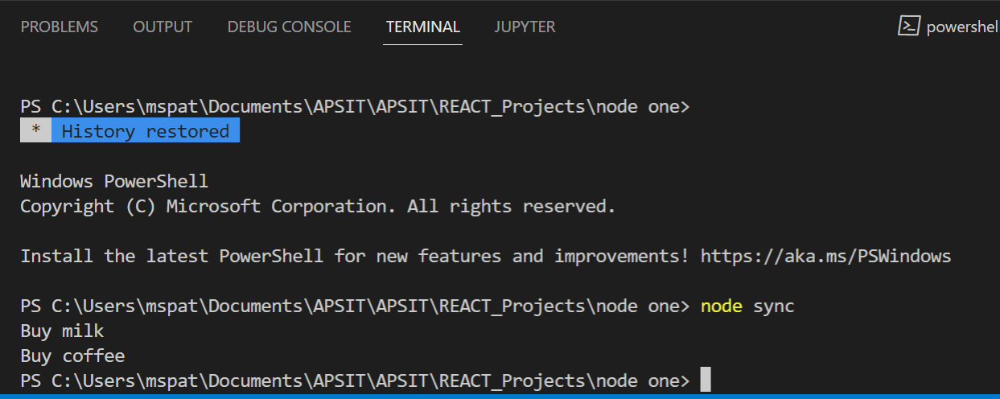 PROBLEMS OUTPUT DEBUG CONSOLE TERMINAL JUPYTER powershel
PS C:\Users\mspat\Documents\APSIT\APSIT\REACT_Projects\node one>
* History restored
Windows PowerShell
Copyright (C) Microsoft Corporation. All rights reserved.
Install the latest PowerShell for new features and improvements! https://aka.ms/PSWindows
PS C:\Users\mspat\Documents\APSIT\APSIT\REACT_Projects\node one> node sync
Buy milk
Buy coffee
PS C:\Users\mspat\Documents\APSIT\APSIT\REACT_Projects\node one>